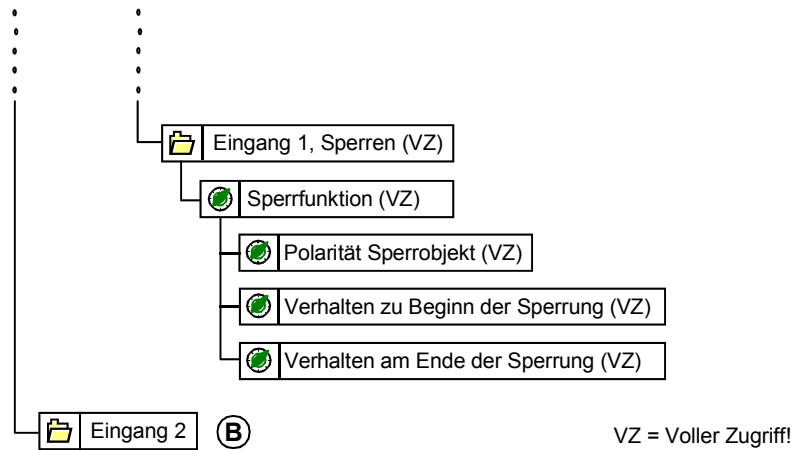 Eingang 1, Sperren (VZ)
Sperrfunktion (VZ)
Polarität Sperrobjekt (VZ)
Verhalten zu Beginn der Sperrung (VZ)
Verhalten am Ende der Sperrung (VZ)
Eingang 2 B VZ = Voller Zugriff!